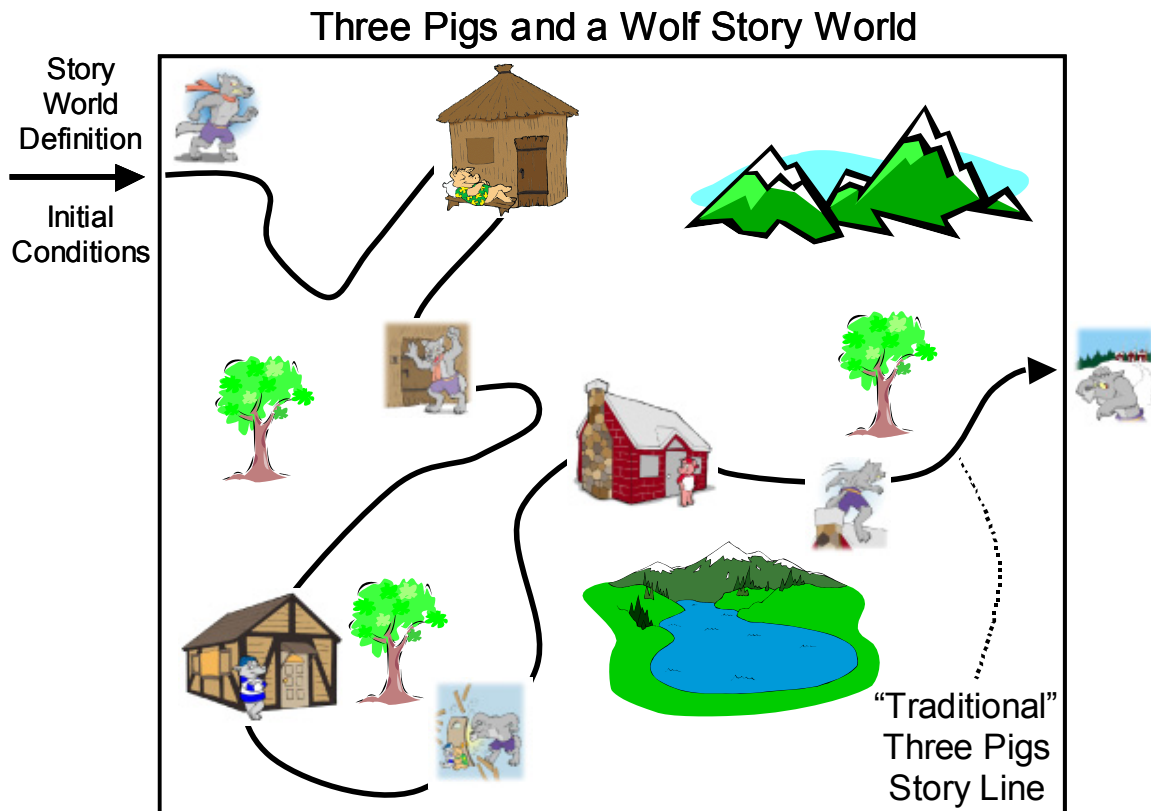 Three Pigs and a Wolf Story World
Story
World
Definition
Initial
Conditions
“Traditional”
Three Pigs
Story Line